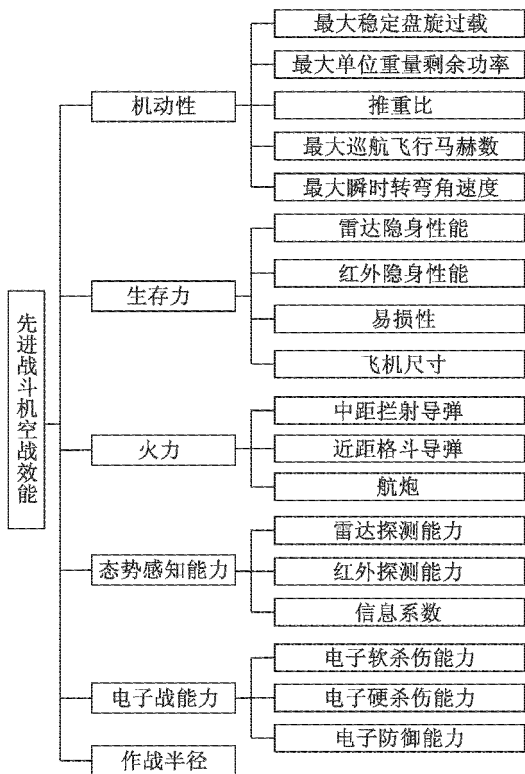 先进战斗机空战效能
机动性
最大稳定盘旋过载
最大单位重量剩余功率
推重比
最大巡航飞行马赫数
最大瞬时转弯角速度
生存力
雷达隐身性能
红外隐身性能
易损性
飞机尺寸
火力
中距拦射导弹
近距格斗导弹
航炮
态势感知能力
雷达探测能力
红外探测能力
信息系数
电子战能力
电子软杀伤能力
电子硬杀伤能力
电子防御能力
作战半径